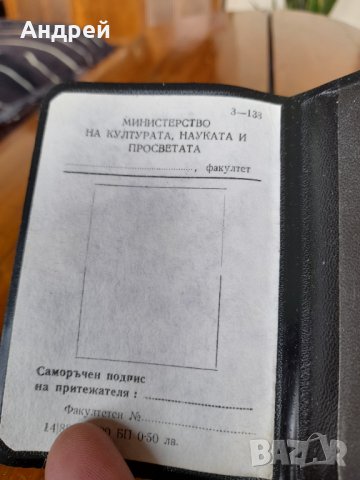 Андрей
3—133
МИНИСТЕРСТВО
НА КУЛТУРАТА, НАУКАТА И
ПРОСВЕТАТА
, факултет
Саморъчен подпис
на притежателя :
Факултетен №
БП 0·50 лв.
BAZAR